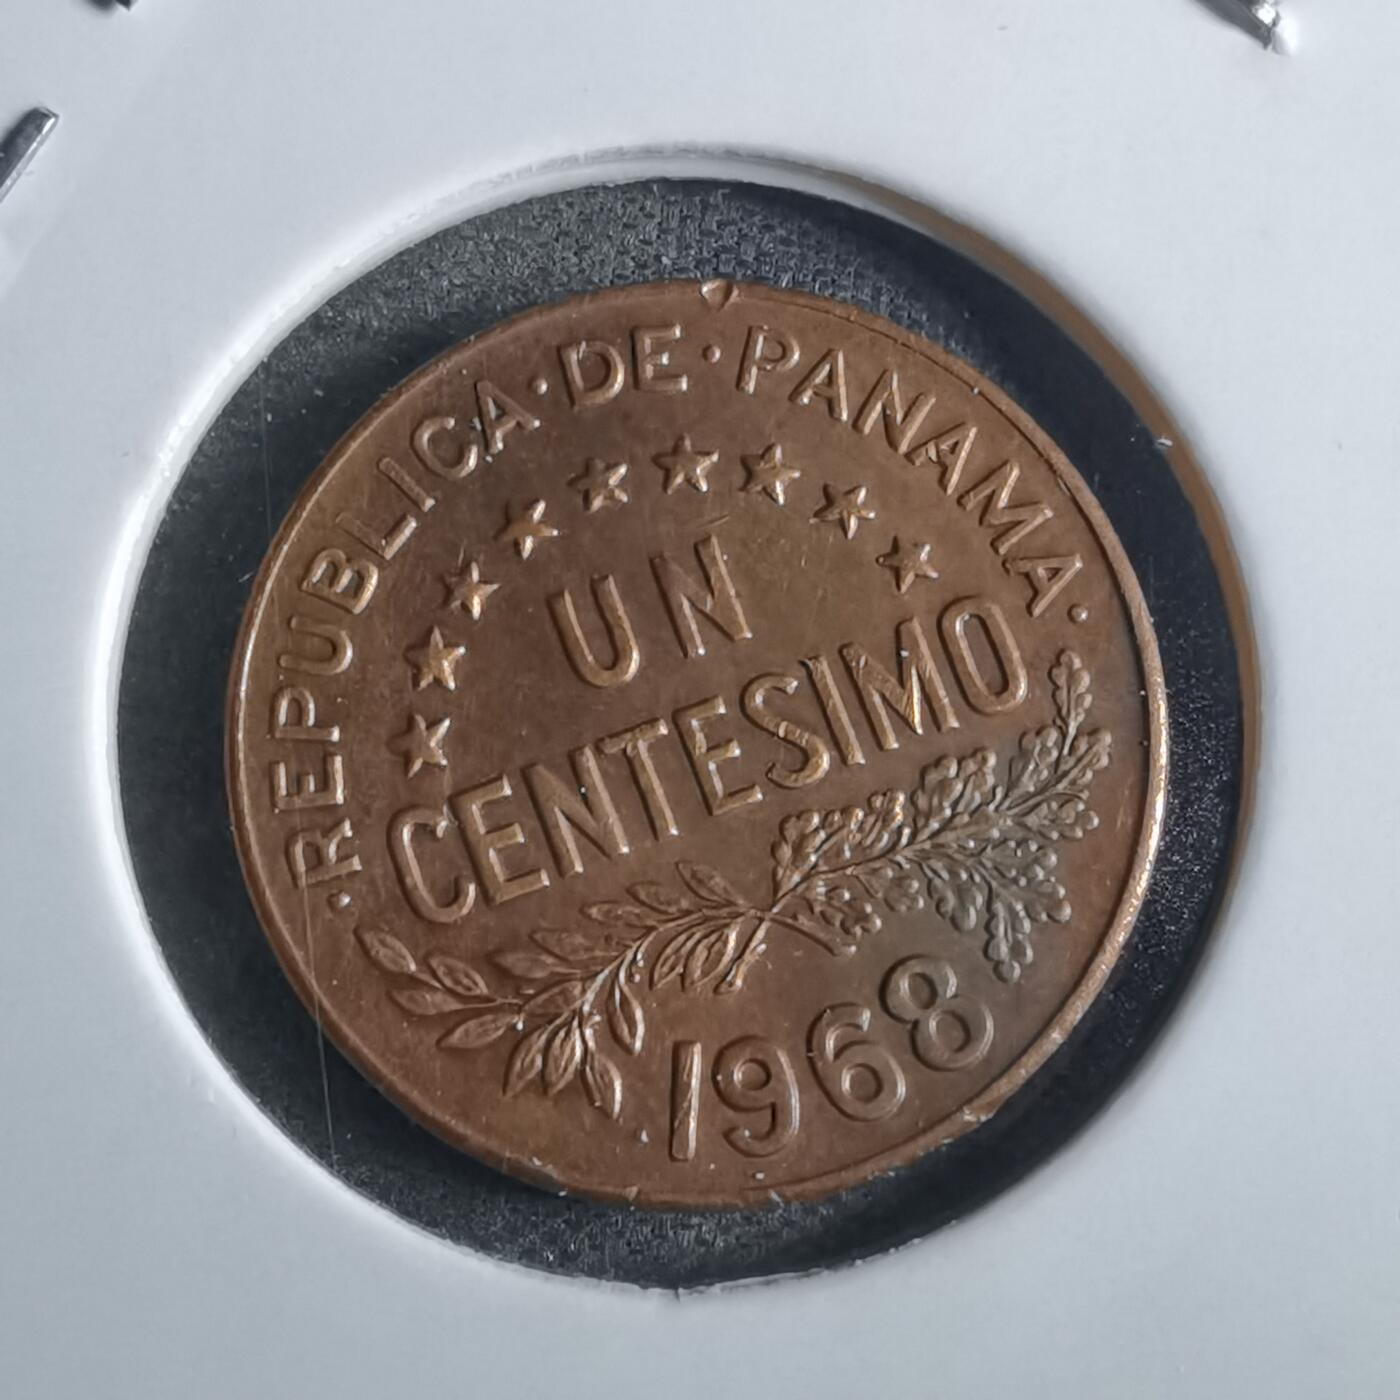 ·REPUBLICA·DE·PANAMA·
UN
CENTESIMO
1968